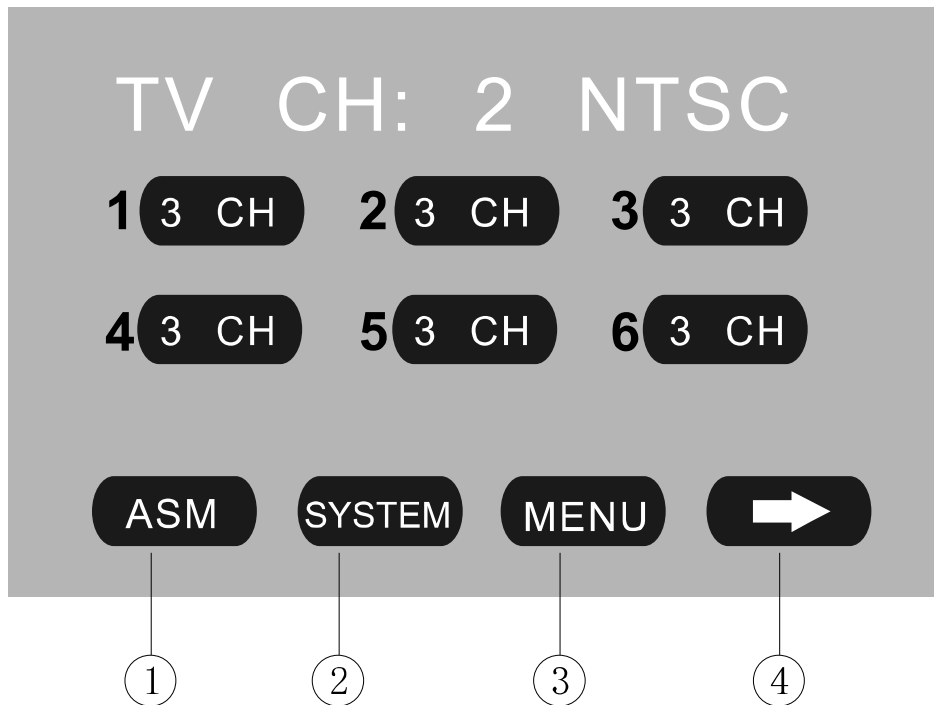 TV CH: 2 NTSC
1 3 CH 2 3 CH 3 3 CH
4 3 CH 5 3 CH 6 3 CH
ASM SYSTEM MENU
1 2 3 4